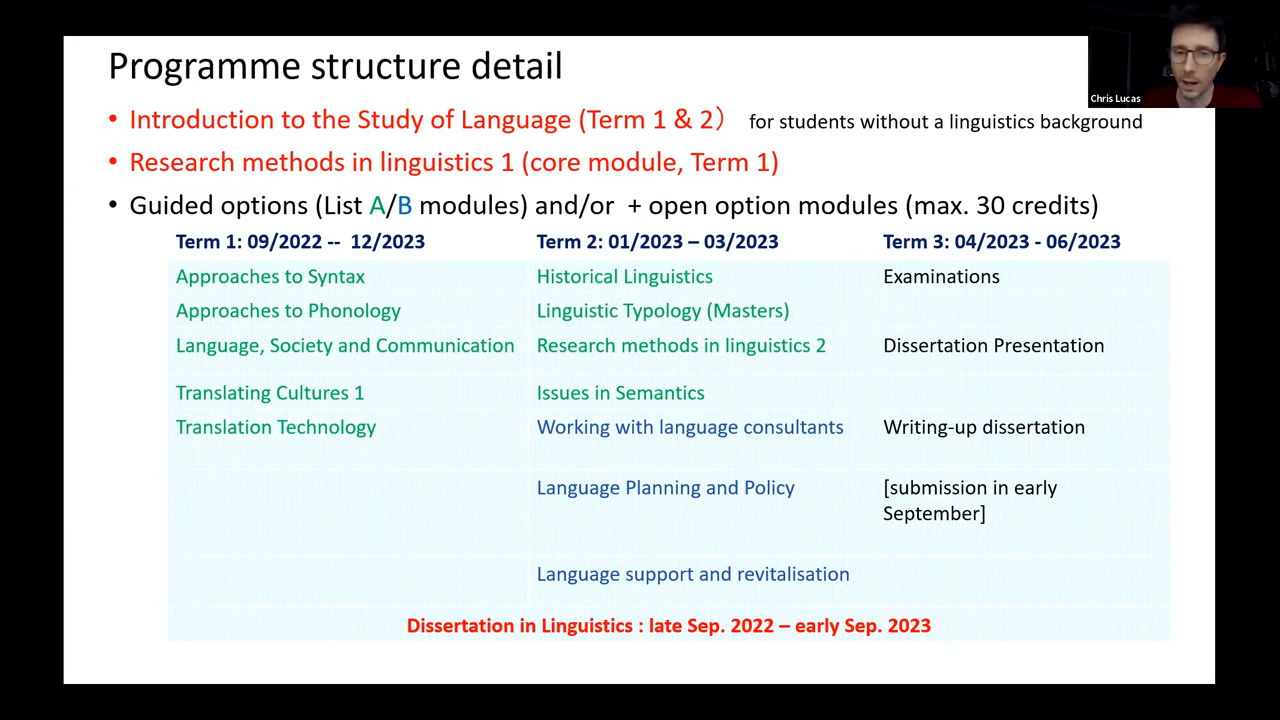 Programme structure detail
Chris Lucas
• Introduction to the Study of Language (Term 1 & 2） for students without a linguistics background
• Research methods in linguistics 1 (core module, Term 1)
• Guided options (List A/B modules) and/or + open option modules (max. 30 credits)
Term 1: 09/2022 -- 12/2023 Term 2: 01/2023 – 03/2023 Term 3: 04/2023 - 06/2023
Approaches to Syntax Historical Linguistics Examinations
Approaches to Phonology Linguistic Typology (Masters)
Language, Society and Communication Research methods in linguistics 2 Dissertation Presentation
Translating Cultures 1 Issues in Semantics
Translation Technology Working with language consultants Writing-up dissertation
Language Planning and Policy [submission in early
September]
Language support and revitalisation
Dissertation in Linguistics : late Sep. 2022 – early Sep. 2023